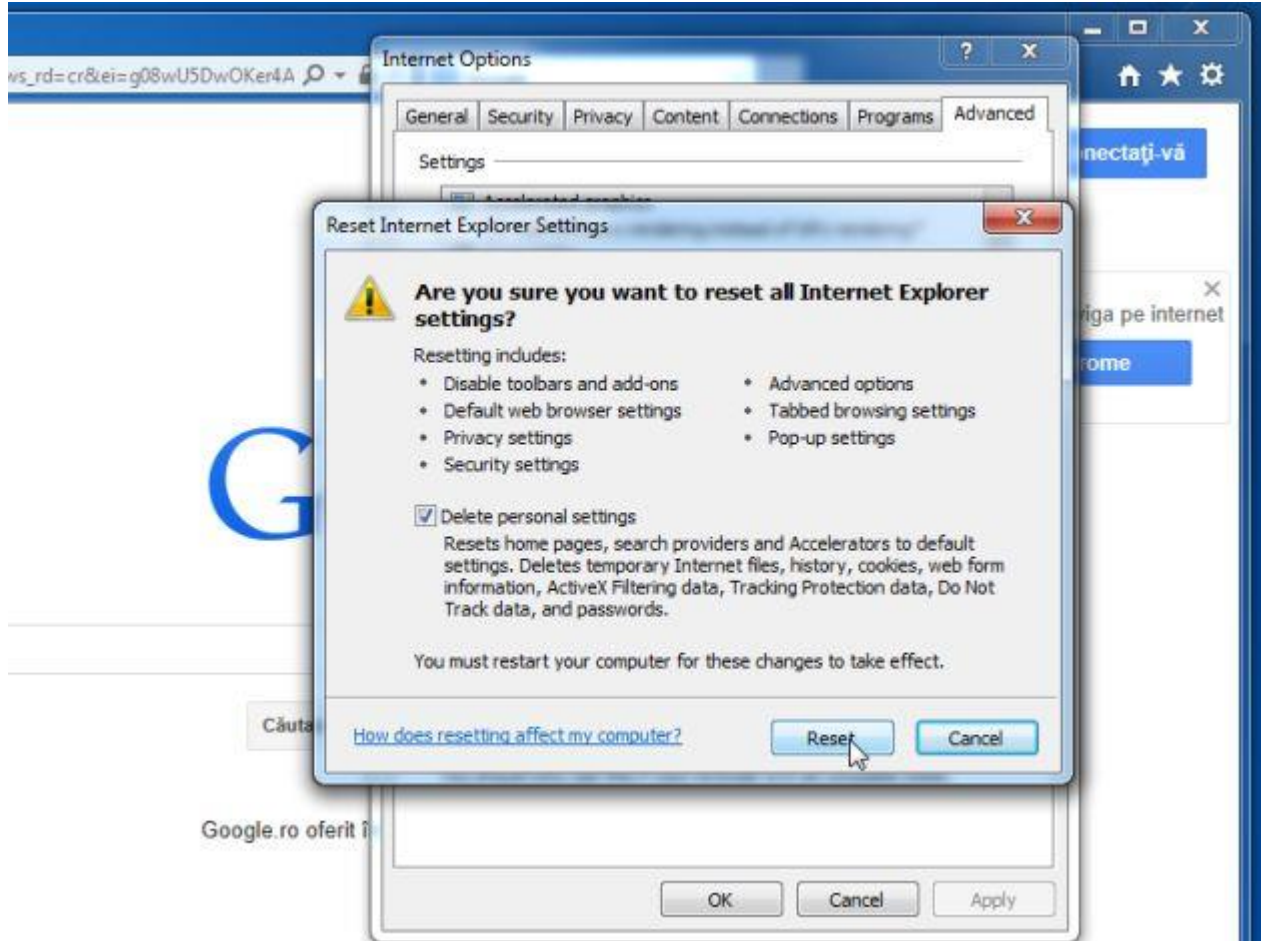 Internet Options
ws_rd=cr&ei=g08wU5DwOKer4A
General Security Privacy Content Connections Programs Advanced
nectaţi-vă
Settings
Accelerated graphics
Reset Internet Explorer Settings
Are you sure you want to reset all Internet Explorer
settings?
Resetting includes:
• Disable toolbars and add-ons
• Default web browser settings
• Privacy settings
• Security settings
• Advanced options
• Tabbed browsing settings
• Pop-up settings
iga pe internet
rome
G
Delete personal settings
Resets home pages, search providers and Accelerators to default
settings. Deletes temporary Internet files, history, cookies, web form
information, ActiveX Filtering data, Tracking Protection data, Do Not
Track data, and passwords.
You must restart your computer for these changes to take effect.
Căuta
How does resetting affect my computer?
Reset Cancel
Google.ro oferit î
OK Cancel Apply